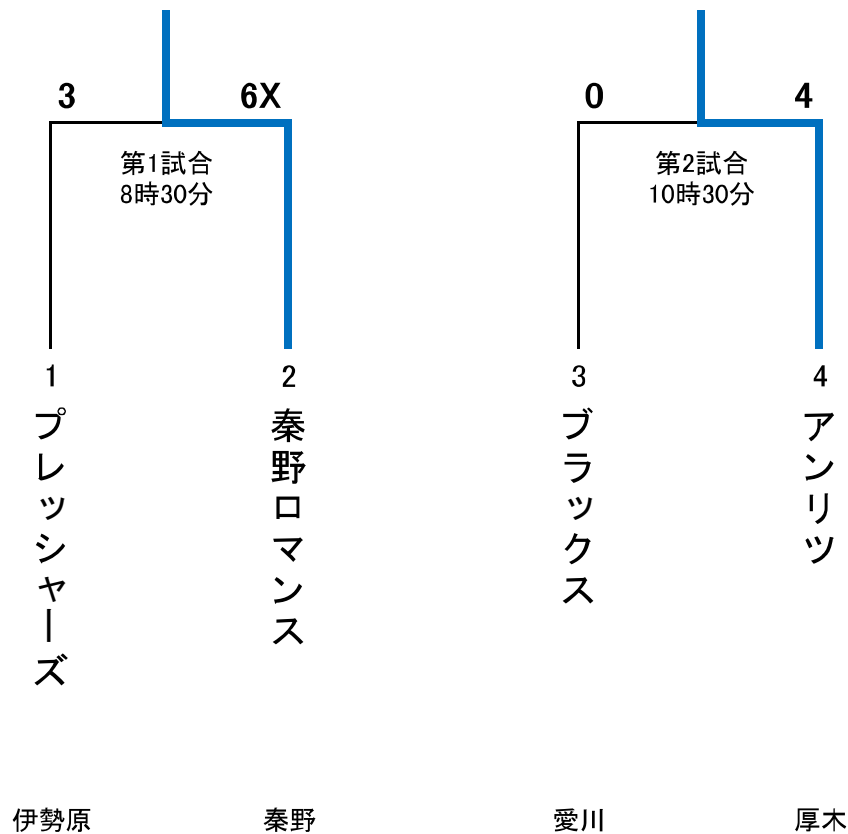 3 6X
0 4
第1試合
8時30分
第2試合
10時30分
1
2
3
4
プレッシャーズ
秦野ロマンス
ブラックス
アンリツ
伊勢原
秦野
愛川
厚木